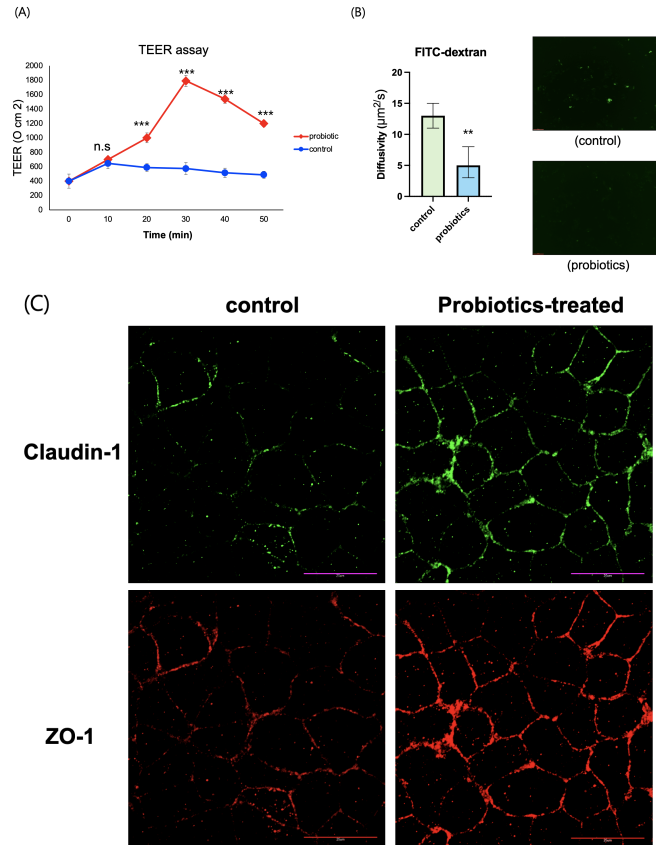 (A)
TEER assay
TEER (O cm 2)
2000
1800
1600
1400
1200
1000
800
600
400
200
0
n.s
***
***
***
***
probiotic
control
0 10 20 30 40 50
Time (min)
(B)
FITC-dextran
Diffusivity (μm²/s)
20
15
10
5
0
**
control
probiotics
(control)
(probiotics)
(C)
control Probiotics-treated
Claudin-1
ZO-1